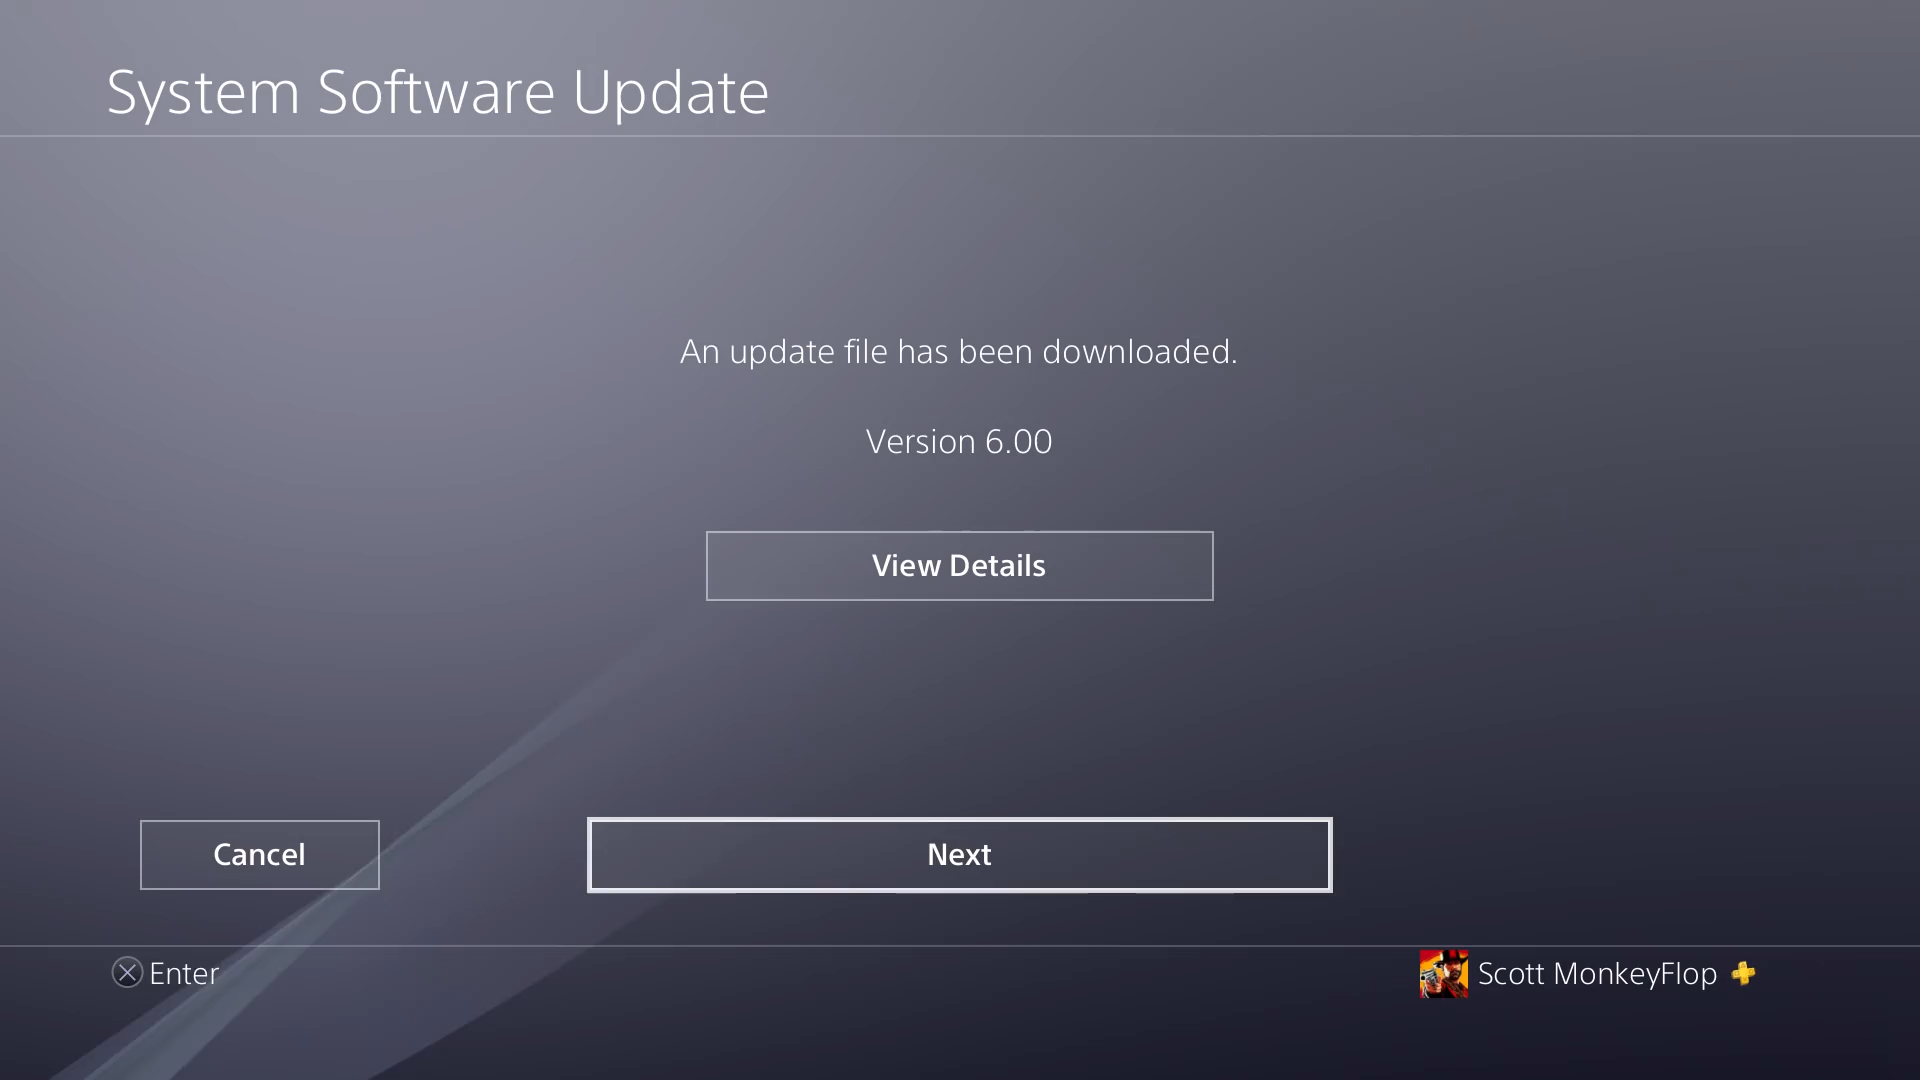 System Software Update
An update file has been downloaded.
Version 6.00
View Details
Cancel
Next
Enter
Scott MonkeyFlop